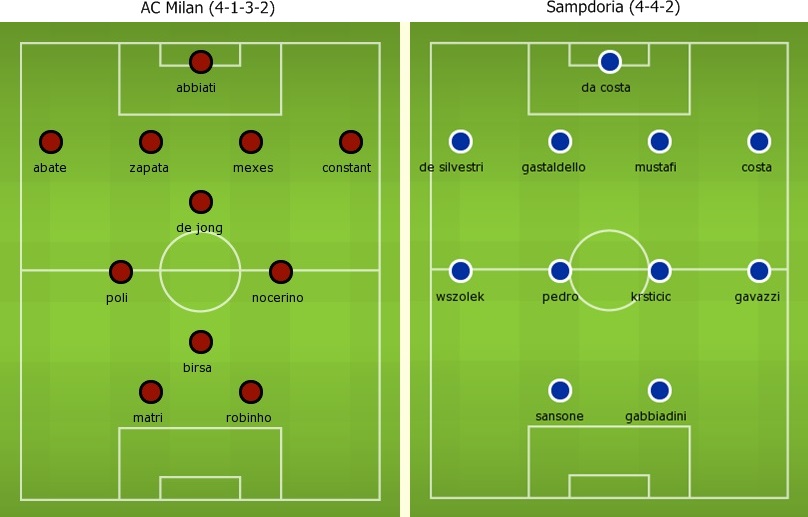 AC Milan (4-1-3-2)
abbiati
abate zapata mexes constant
de jong
poli nocerino
birsa
matri robinho
Sampdoria (4-4-2)
da costa
de silvestri gastaldello mustafi costa
wszolek pedro krsticic gavazzi
sansone gabbiadini